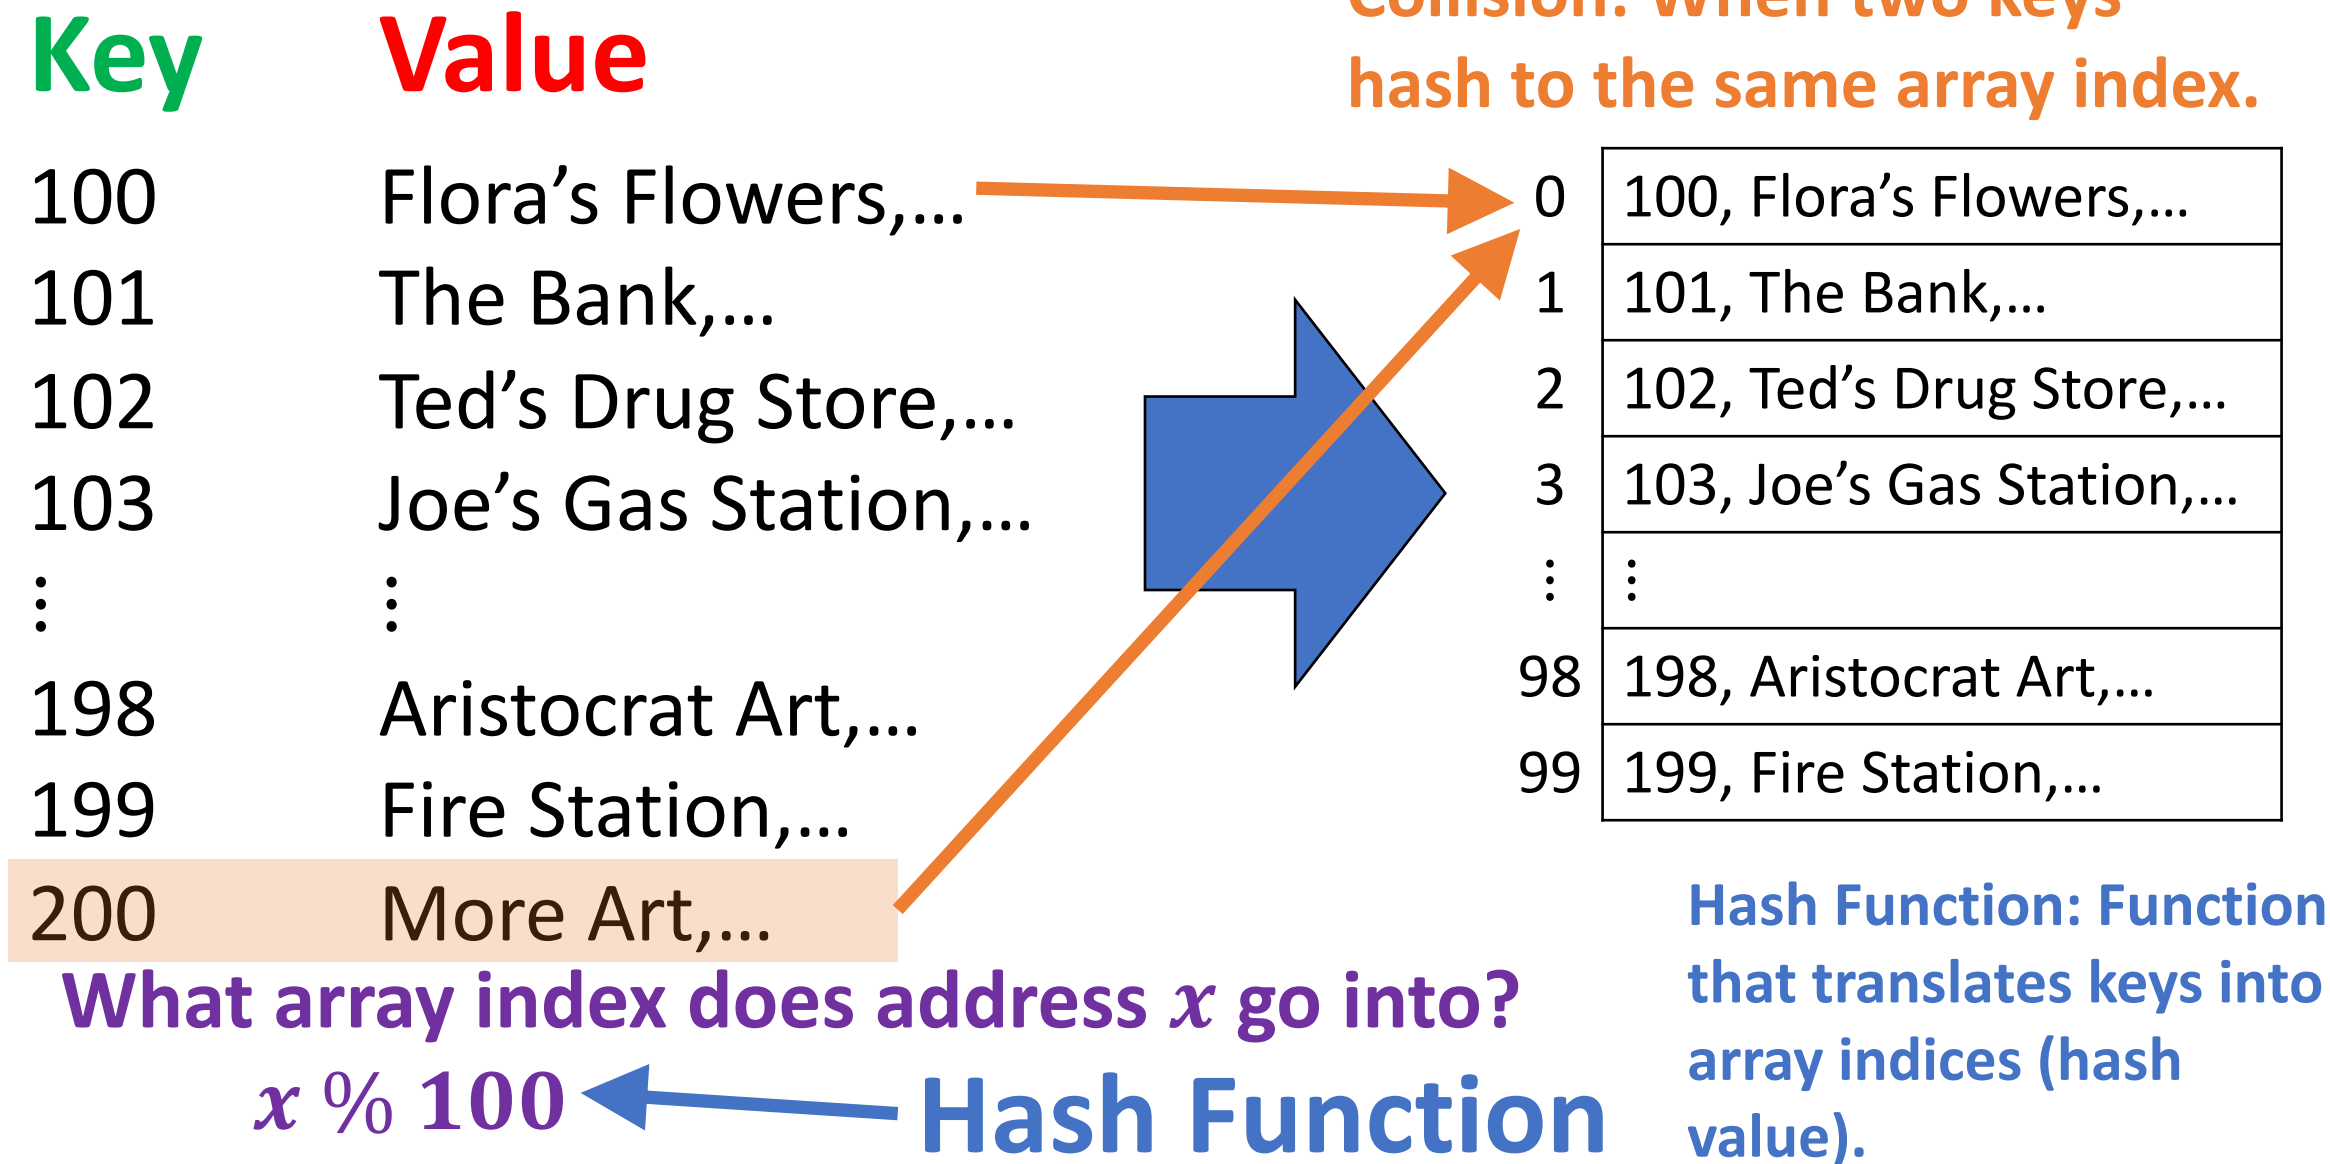 Key Value
Collision: When two keys
hash to the same array index.
100 Flora’s Flowers,…
101 The Bank,…
102 Ted’s Drug Store,…
103 Joe’s Gas Station,…
⋮ ⋮
198 Aristocrat Art,…
199 Fire Station,…
200 More Art,…
0 100, Flora’s Flowers,…
1 101, The Bank,…
2 102, Ted’s Drug Store,…
3 103, Joe’s Gas Station,…
⋮ ⋮
98 198, Aristocrat Art,…
99 199, Fire Station,…
What array index does address x go into?
x % 100
Hash Function
Hash Function: Function
that translates keys into
array indices (hash
value).